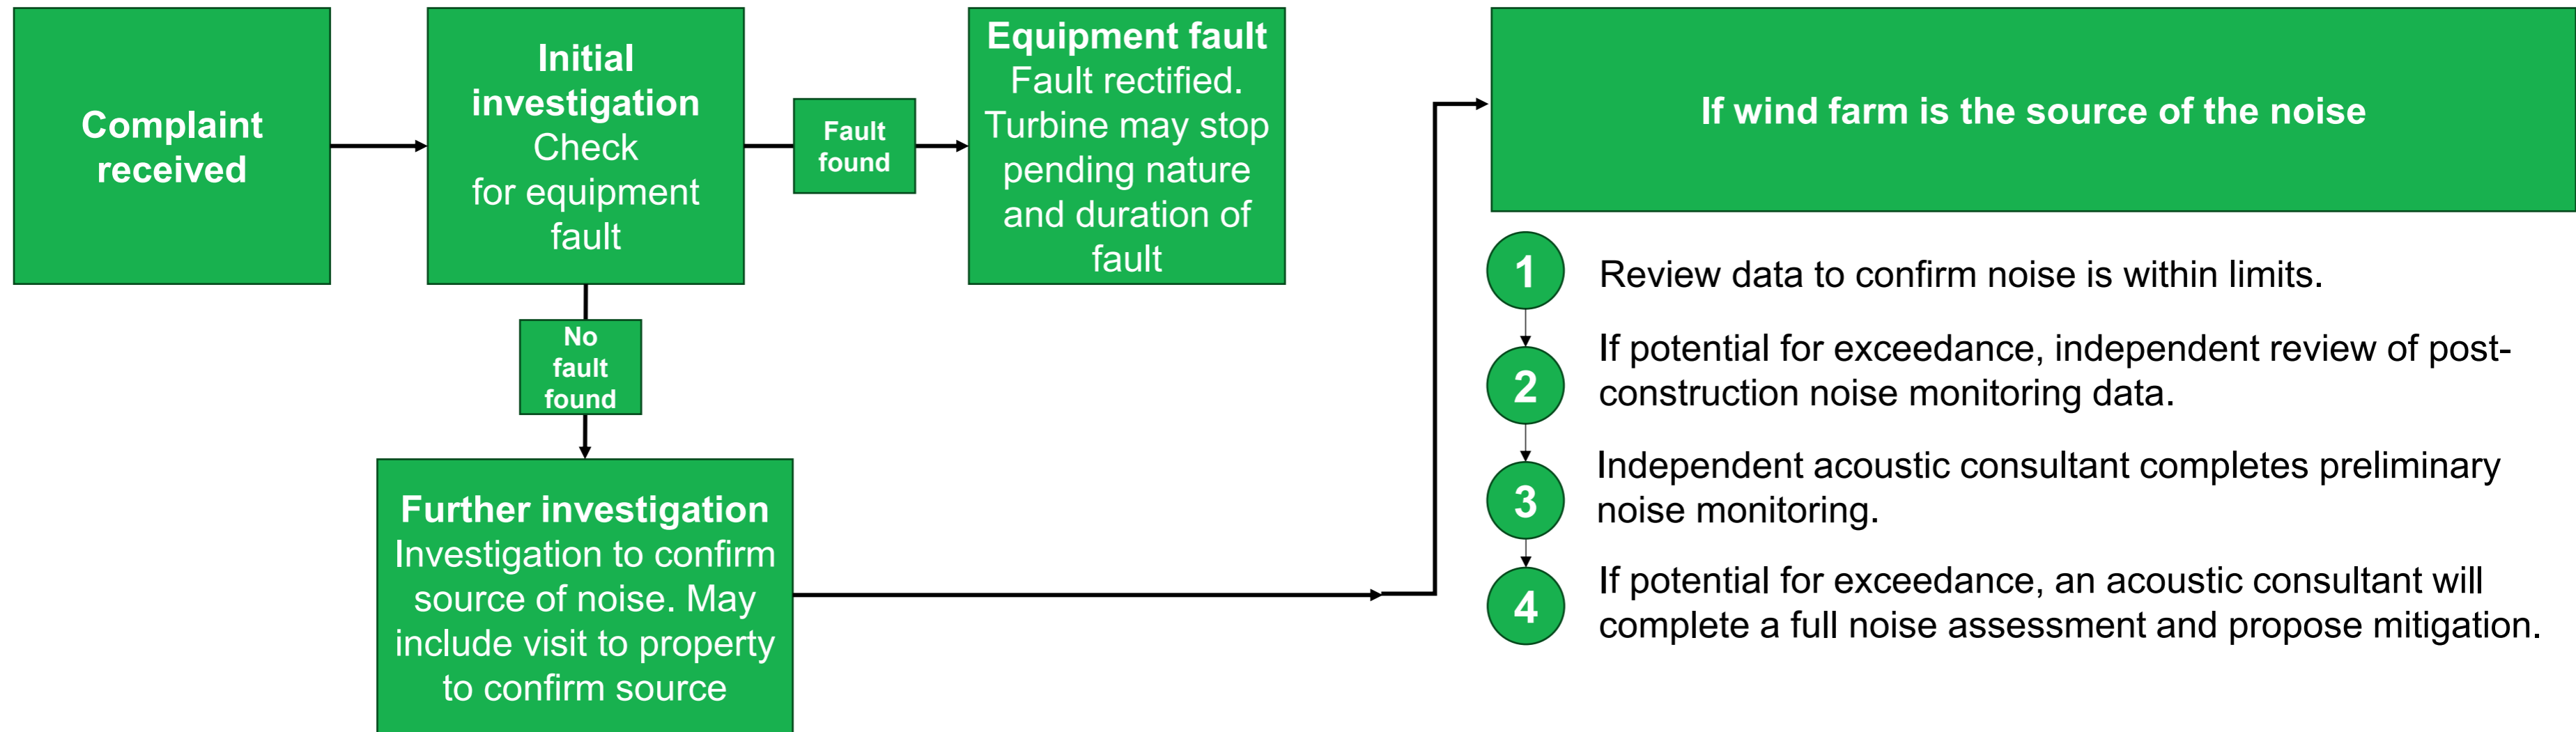 Complaint
received
Initial
investigation
Check
for equipment
fault
Fault
found
Equipment fault
Fault rectified.
Turbine may stop
pending nature
and duration of
fault
No
fault
found
Further investigation
Investigation to confirm
source of noise. May
include visit to property
to confirm source
If wind farm is the source of the noise
1
Review data to confirm noise is within limits.
2
If potential for exceedance, independent review of post-
construction noise monitoring data.
3
Independent acoustic consultant completes preliminary
noise monitoring.
4
If potential for exceedance, an acoustic consultant will
complete a full noise assessment and propose mitigation.